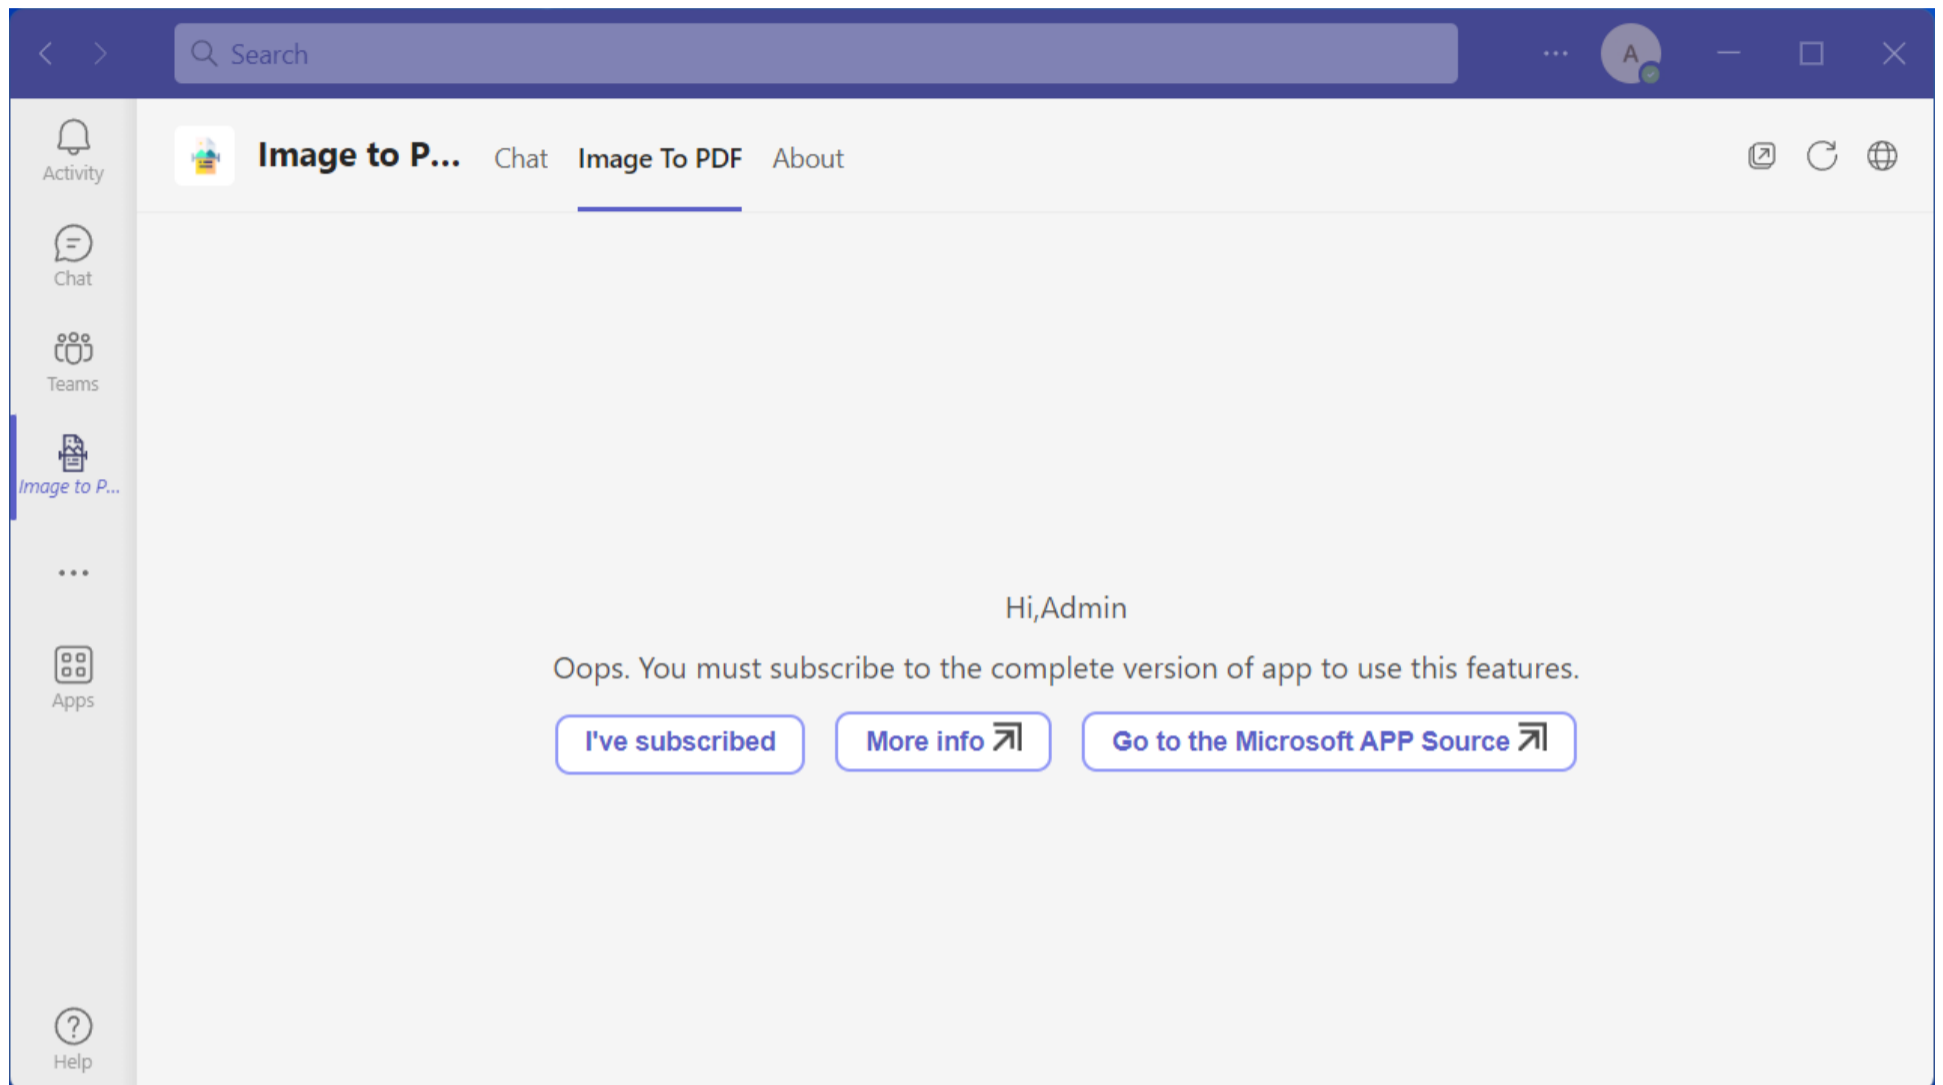 Search
A
Activity
Chat
Teams
Image to P...
Apps
Help
Image to P... Chat Image To PDF About
Hi,Admin
Oops. You must subscribe to the complete version of app to use this features.
I've subscribed More info Go to the Microsoft APP Source